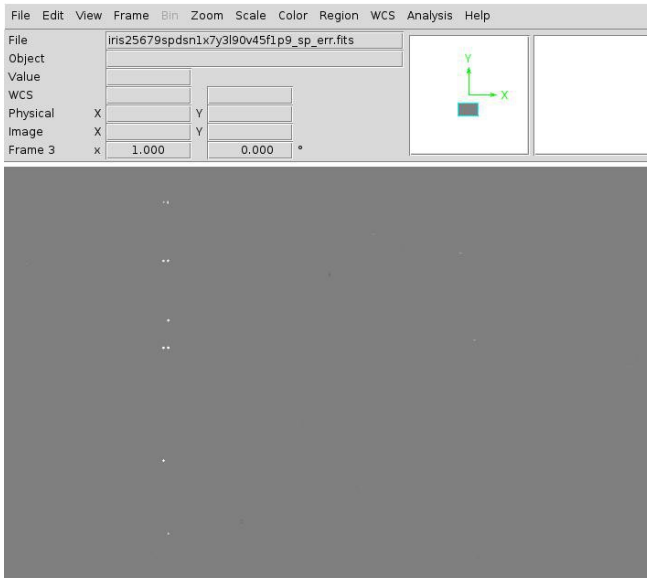 File Edit View Frame Bin Zoom Scale Color Region WCS Analysis Help
File iris25679spdsn1x7y3l90v45f1p9_sp_err.fits
Object
Value
WCS
Physical X Y
Image X Y
Frame 3 x 1.000 0.000 °
Y
X